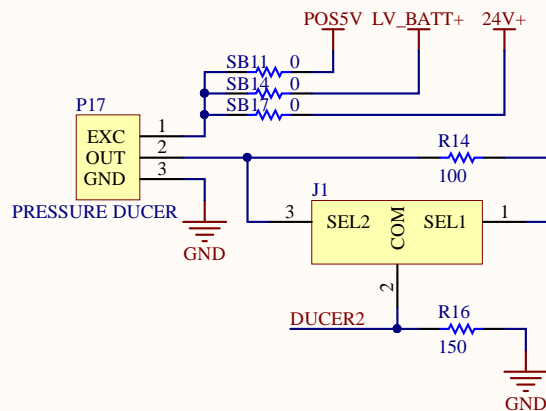 POS5V LV_BATT+ 24V+
SB11 0
SB14 0
SB17 0
P17
EXC 1
OUT 2
GND 3
PRESSURE DUCER
GND
R14
100
J1
3 SEL2 COM SEL1 1
2
DUCER2
R16
150
GND